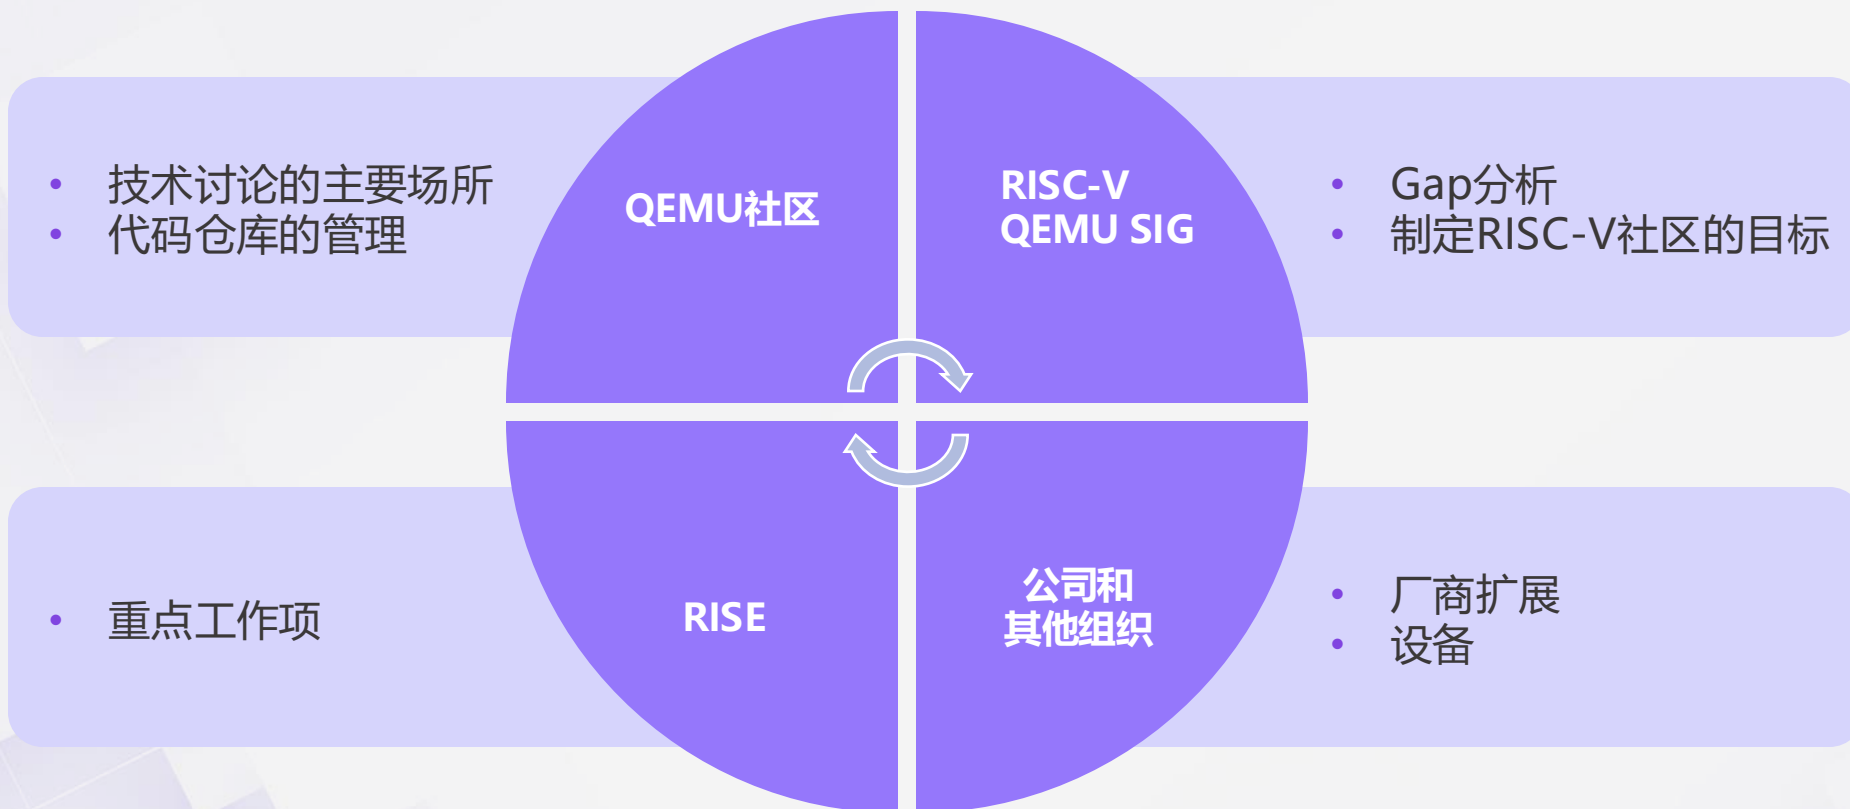 • 技术讨论的主要场所
• 代码仓库的管理
QEMU社区
RISC-V
QEMU SIG
• Gap分析
• 制定RISC-V社区的目标
• 重点工作项
RISE
公司和
其他组织
• 厂商扩展
• 设备